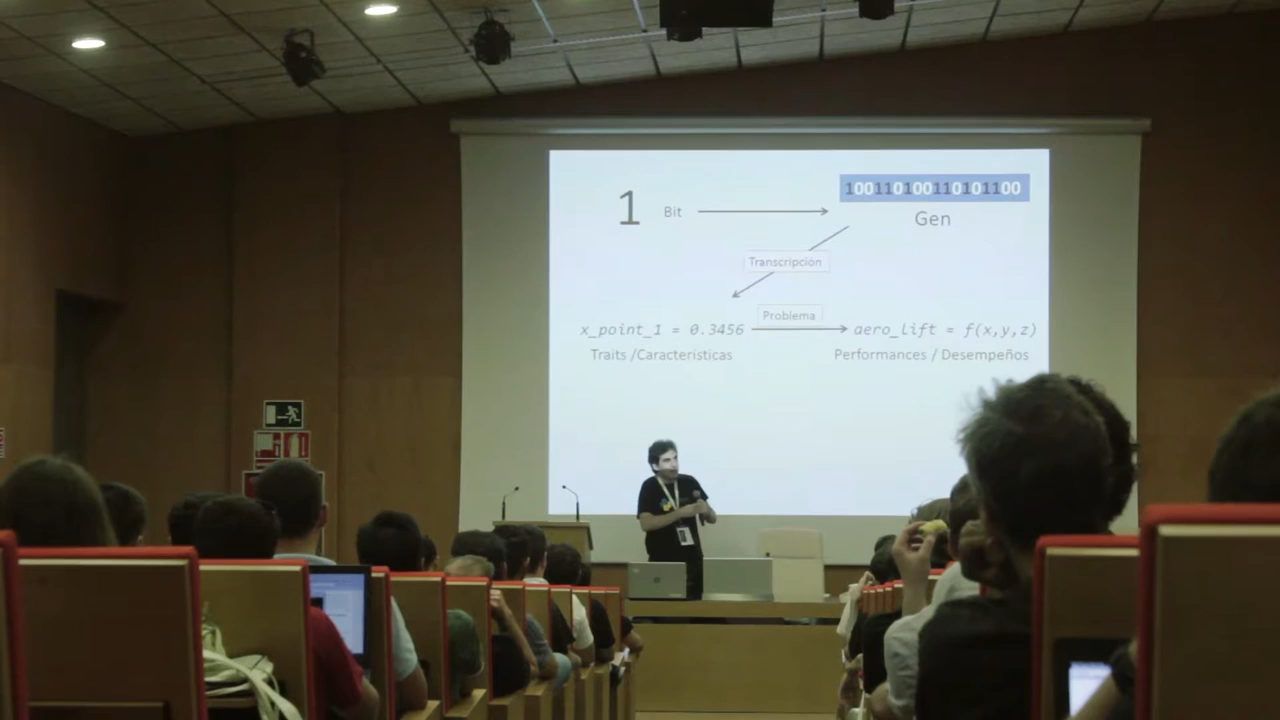 1 Bit
100110100110101100
Gen
Transcripción
Problema
x_point_1 = 0.3456
aero_lift = f(x,y,z)
Traits /Características
Performances / Desempeños